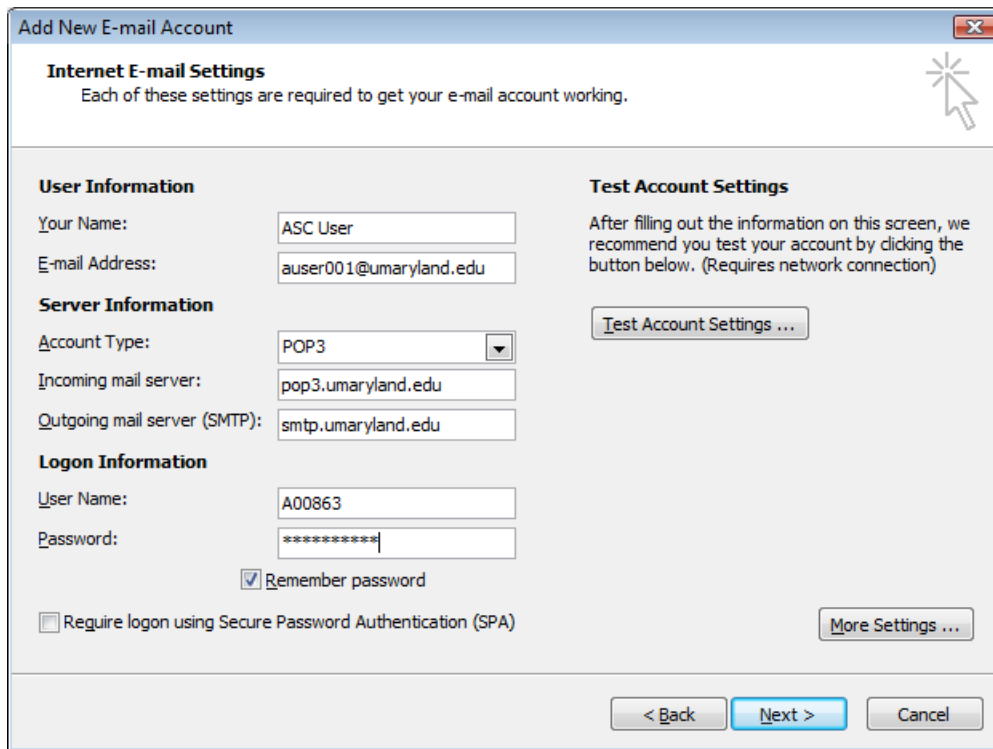 Add New E-mail Account
Internet E-mail Settings
Each of these settings are required to get your e-mail account working.
User Information
Your Name:
ASC User
E-mail Address:
auser001@umaryland.edu
Server Information
Account Type:
POP3
Incoming mail server:
pop3.umaryland.edu
Outgoing mail server (SMTP):
smtp.umaryland.edu
Logon Information
User Name:
A00863
Password:
**********
Remember password
Require logon using Secure Password Authentication (SPA)
Test Account Settings
After filling out the information on this screen, we
recommend you test your account by clicking the
button below. (Requires network connection)
Test Account Settings ...
More Settings ...
< Back
Next >
Cancel